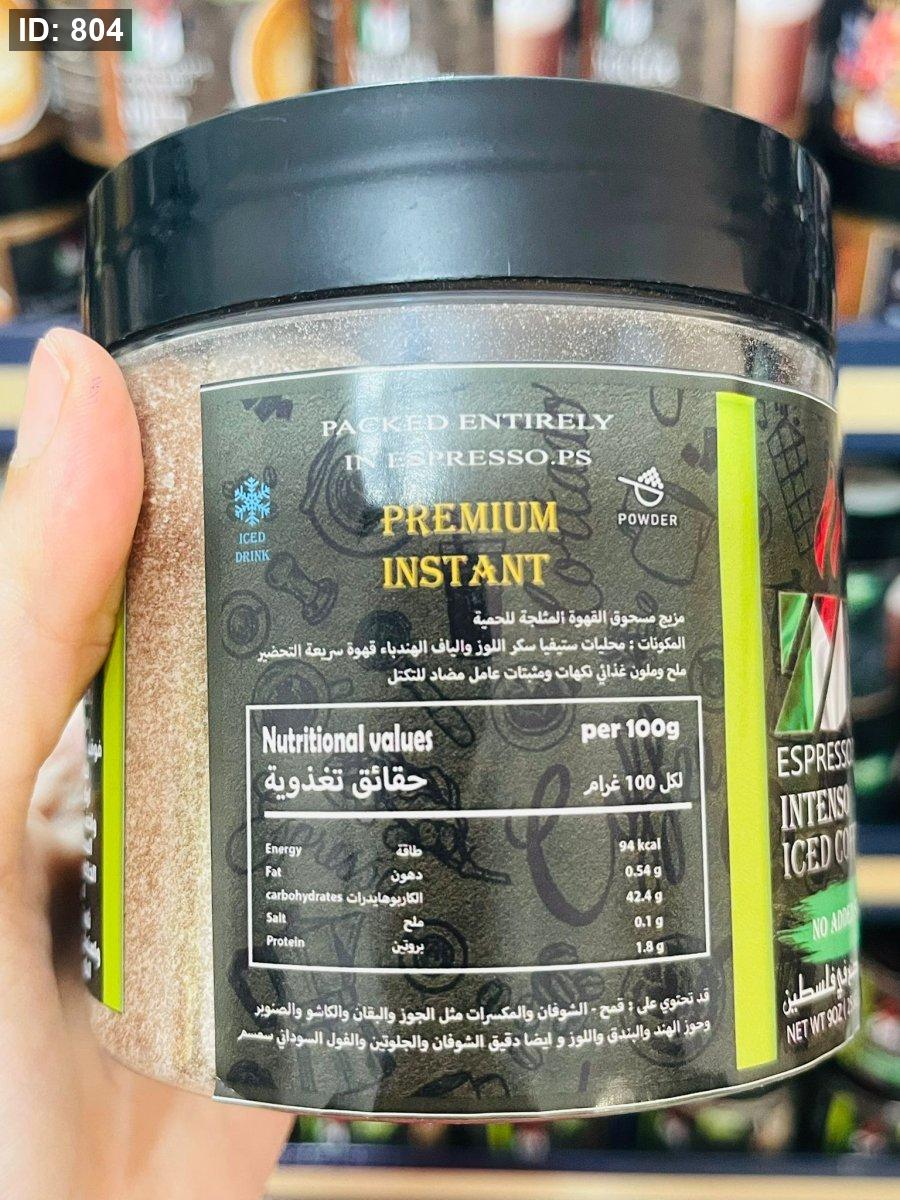 ID: 804
PACKED ENTIRELY
IN ESPRESSO.PS
ICED
DRINK
POWDER
PREMIUM
INSTANT
مزيج مسحوق القهوة المثلجة للحمية
المكونات : محليات ستيفيا سكر اللوز والياف الهندباء قهوة سريعة التحضير
ملح وملون غذائي نكهات ومثبتات عامل مضاد للتكتل
Nutritional values per 100g
حقائق تغذوية لكل 100 غرام
Energy طاقة 94 kcal
Fat دهون 0.54 g
carbohydrates الكاربوهايدرات 42.4 g
Salt ملح 0.1 g
Protein بروتين 1.8 g
قد تحتوي على : قمح - الشوفان والمكسرات مثل الجوز والبقان والكاشو والصنوبر
وجوز الهند والبندق واللوز و ايضا دقيق الشوفان والجلوتين والفول السوداني سمسم
ESPRESSO
INTENSO
ICED
NO
فلسطين
NET WT 9OZ